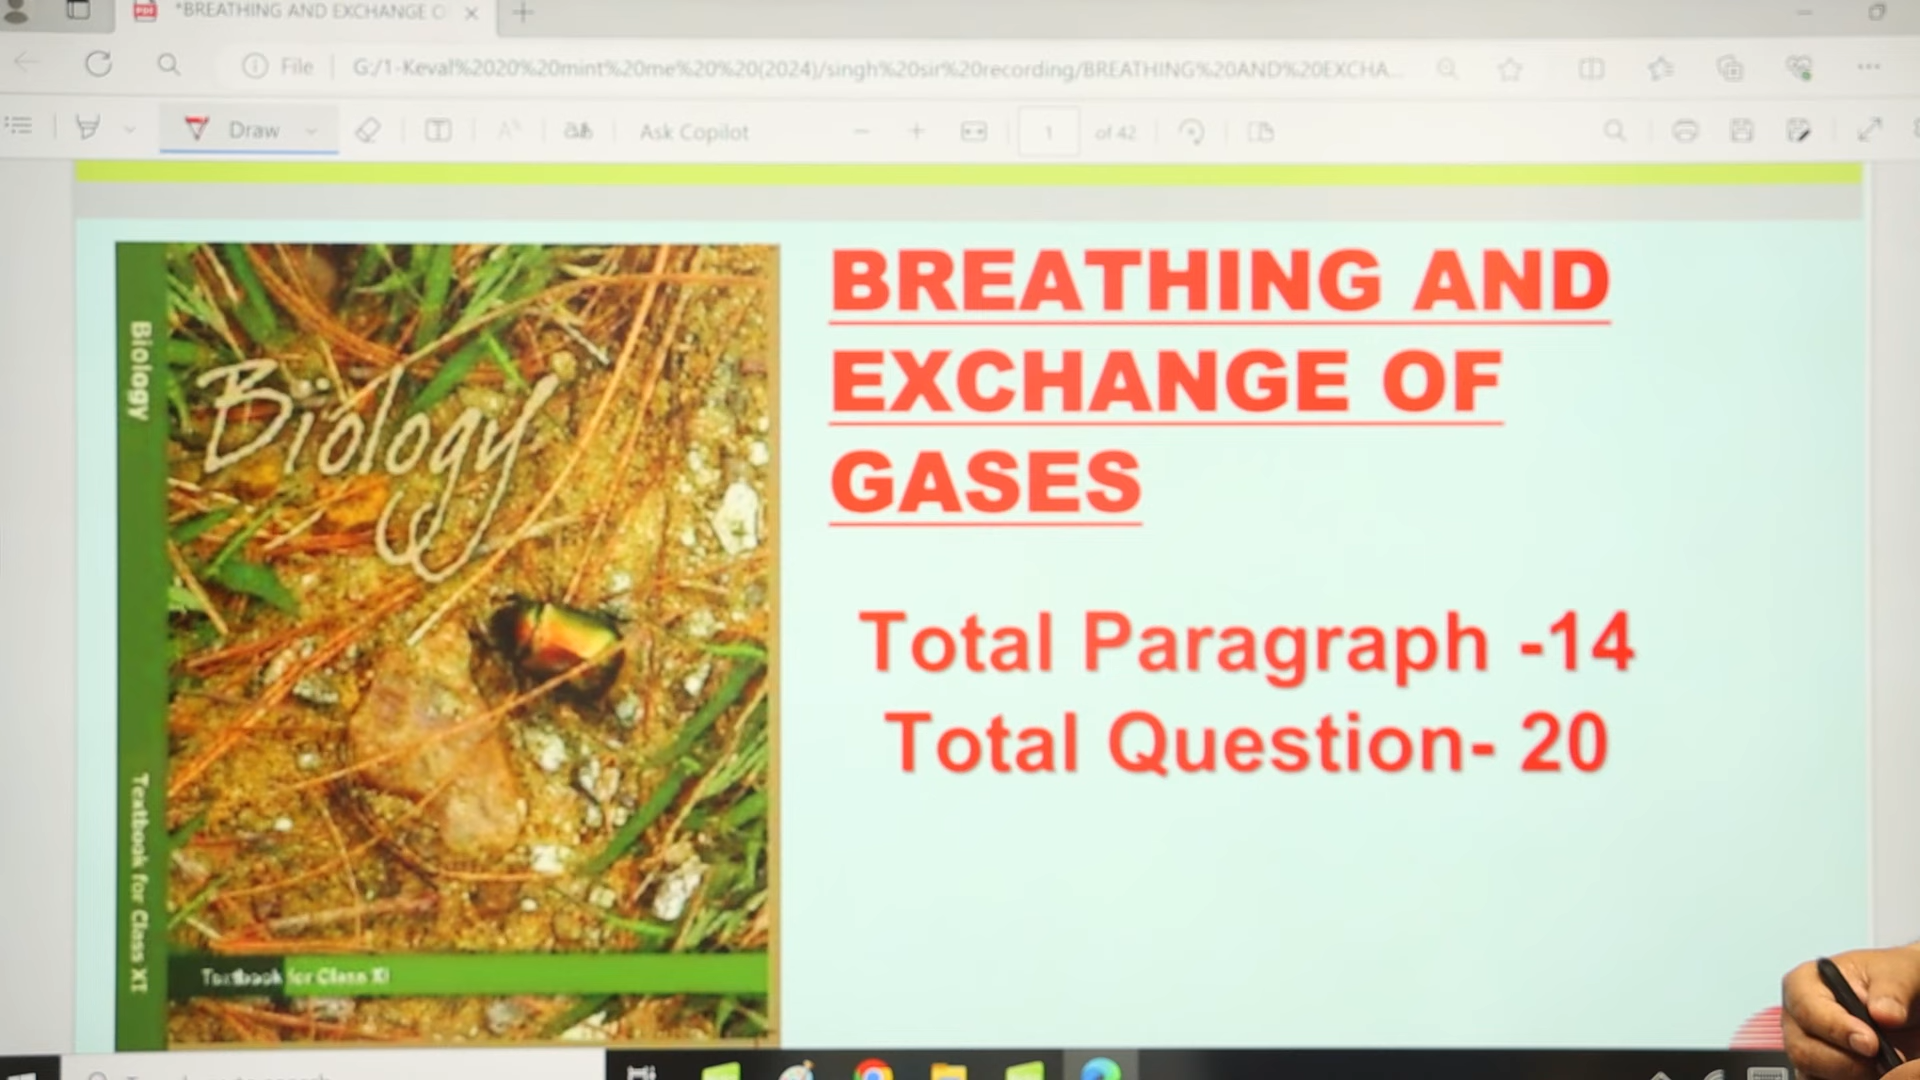 *BREATHING AND EXCHANGE O
File
G:/1-Keval%2020%20mint%20me%20%20(2024)/singh%20sir%20recording/BREATHING%20AND%20EXCHA...
Draw
Ask Copilot
1 of 42
BREATHING AND
EXCHANGE OF
GASES
Total Paragraph -14
Total Question- 20
Biology
Biology
Textbook for Class XI
Textbook for Class XI